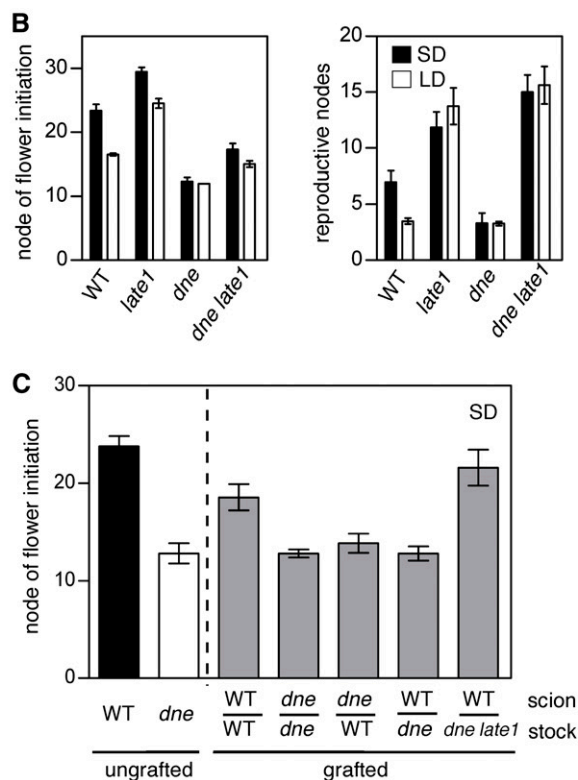 B
node of flower initiation
30
20
10
0
WT
late1
dne
dne late1
reproductive nodes
20
15
10
5
0
SD
LD
WT
late1
dne
dne late1
C
node of flower initiation
30
20
10
0
SD
WT dne WT dne dne WT WT scion
WT dne WT dne dne late1 stock
ungrafted grafted